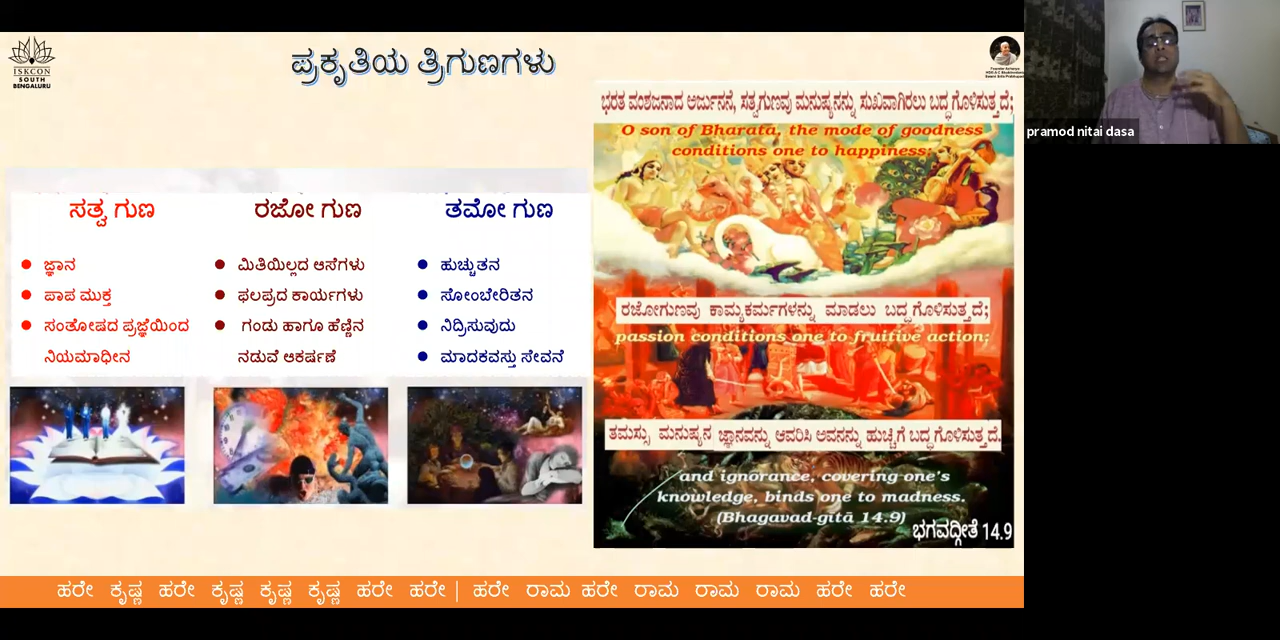 ISKCON
SOUTH
BENGALURU
ಪ್ರಕೃತಿಯ ತ್ರಿಗುಣಗಳು
ಸತ್ವ ಗುಣ
ಜ್ಞಾನ
ಪಾಪ ಮುಕ್ತ
ಸಂತೋಷದ ಪ್ರಜ್ಞೆಯಿಂದ
ನಿಯಮಾಧೀನ
ರಜೋ ಗುಣ
ಮಿತಿಯಿಲ್ಲದ ಆಸೆಗಳು
ಫಲಪ್ರದ ಕಾರ್ಯಗಳು
ಗಂಡು ಹಾಗೂ ಹೆಣ್ಣಿನ
ನಡುವೆ ಆಕರ್ಷಣೆ
ತಮೋ ಗುಣ
ಹುಚ್ಚುತನ
ಸೋಂಬೇರಿತನ
ನಿದ್ರಿಸುವುದು
ಮಾದಕವಸ್ತು ಸೇವನೆ
ಭರತ ವಂಶಜನಾದ ಅರ್ಜುನನೆ, ಸತ್ವಗುಣವು ಮನುಷ್ಯನನ್ನು ಸುಖವಾಗಿರಲು ಬದ್ಧಗೊಳಿಸುತ್ತದೆ;
O son of Bharata, the mode of goodness
conditions one to happiness;
ರಜೋಗುಣವು ಕಾಮ್ಯಕರ್ಮಗಳನ್ನು ಮಾಡಲು ಬದ್ಧಗೊಳಿಸುತ್ತದೆ;
passion conditions one to fruitive action;
ತಮಸ್ಸು ಮನುಷ್ಯನ ಜ್ಞಾನವನ್ನು ಆವರಿಸಿ ಅವನನ್ನು ಹುಚ್ಚಿಗೆ ಬದ್ಧಗೊಳಿಸುತ್ತದೆ.
and ignorance, covering one's
knowledge, binds one to madness.
(Bhagavad-gītā 14.9)
ಭಗವದ್ಗೀತೆ 14.9
ಹರೇ ಕೃಷ್ಣ ಹರೇ ಕೃಷ್ಣ ಕೃಷ್ಣ ಕೃಷ್ಣ ಹರೇ ಹರೇ | ಹರೇ ರಾಮ ಹರೇ ರಾಮ ರಾಮ ರಾಮ ಹರೇ ಹರೇ
pramod nitai dasa